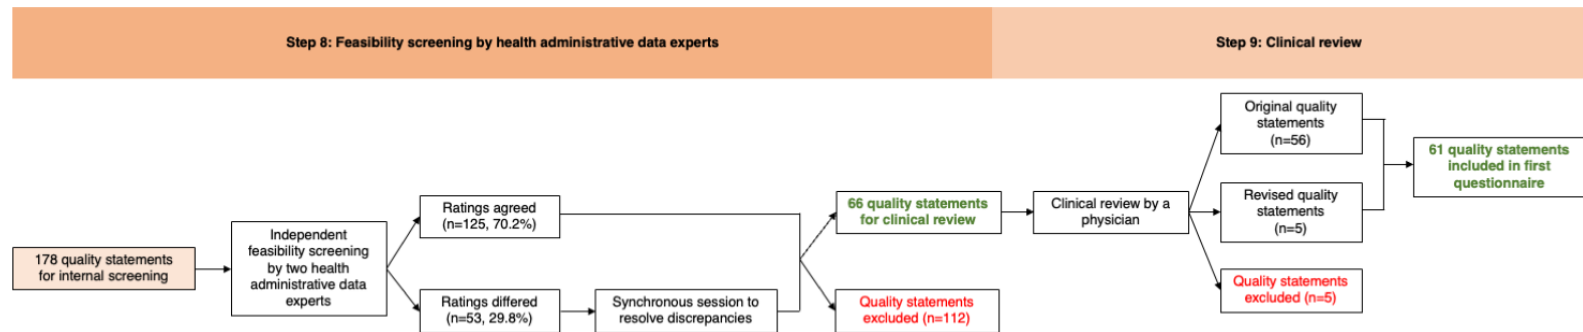 Step 8: Feasibility screening by health administrative data experts
Step 9: Clinical review
178 quality statements
for internal screening
Independent
feasibility screening
by two health
administrative data
experts
Ratings agreed
(n=125, 70.2%)
Ratings differed
(n=53, 29.8%)
Synchronous session to
resolve discrepancies
66 quality statements
for clinical review
Quality statements
excluded (n=112)
Clinical review by a
physician
Original quality
statements
(n=56)
Revised quality
statements
(n=5)
Quality statements
excluded (n=5)
61 quality statements
included in first
questionnaire